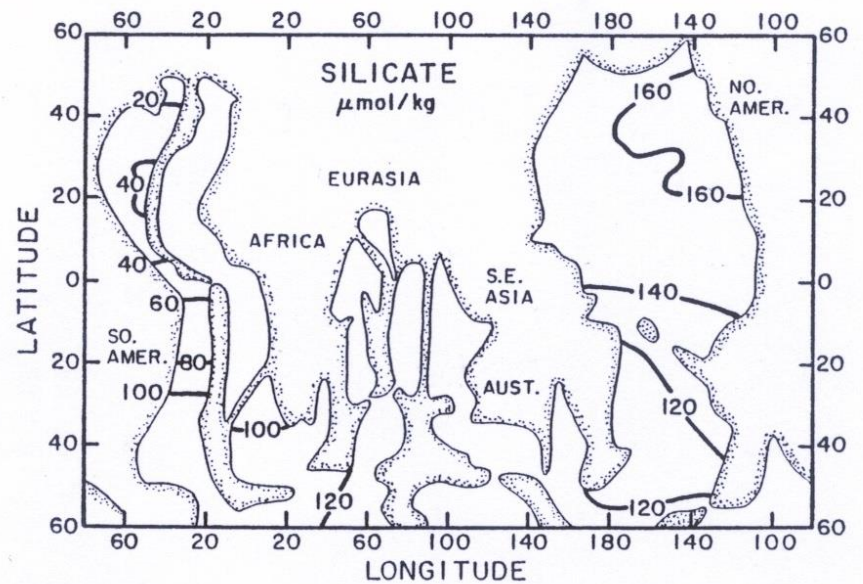 60 20 20 60 100 140 180 140 100
60 60
SILICATE
μmol/kg
160
NO.
AMER.
20
40 40
EURASIA
40
160
20 20
AFRICA
40
S.E.
ASIA
0 0
140
60
SO.
AMER.
80
20 20
100
AUST.
120
100
40 40
120
120
60 60
60 20 20 60 100 140 180 140 100
LATITUDE
LONGITUDE